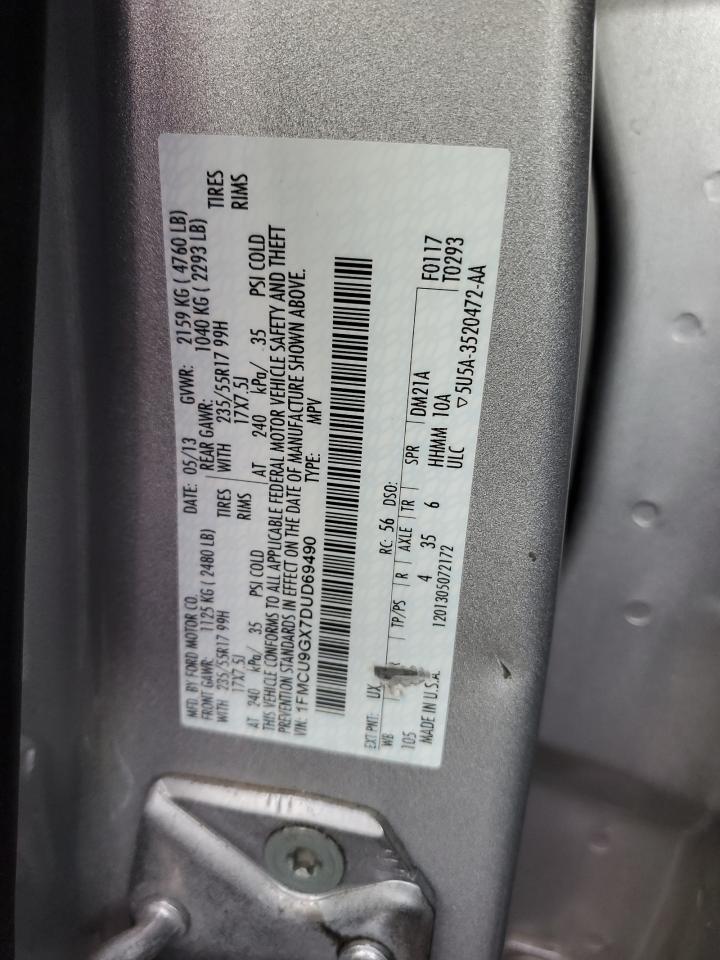 MFD. BY FORD MOTOR CO. DATE: 05/13 GVWR: 2159 KG ( 4760 LB)
FRONT GAWR: 1125 KG ( 2480 LB) REAR GAWR: 1040 KG ( 2293 LB)
WITH 235/55R17 99H TIRES WITH 235/55R17 99H TIRES
17X7.5J RIMS 17X7.5J RIMS
AT 240 kPa/ 35 PSI COLD AT 240 kPa/ 35 PSI COLD
THIS VEHICLE CONFORMS TO ALL APPLICABLE FEDERAL MOTOR VEHICLE SAFETY AND THEFT
PREVENTION STANDARDS IN EFFECT ON THE DATE OF MANUFACTURE SHOWN ABOVE.
VIN: 1FMCU9GX7DUD69490 TYPE: MPV
EXT PNT: UX RC: 56 DSO: F0117
WB R TP/PS R AXLE TR SPR DM21A T0293
105 4 35 6 HHMM 10A
MADE IN U.S.A. 1201305072172 ULC ▽5U5A-3520472-AA